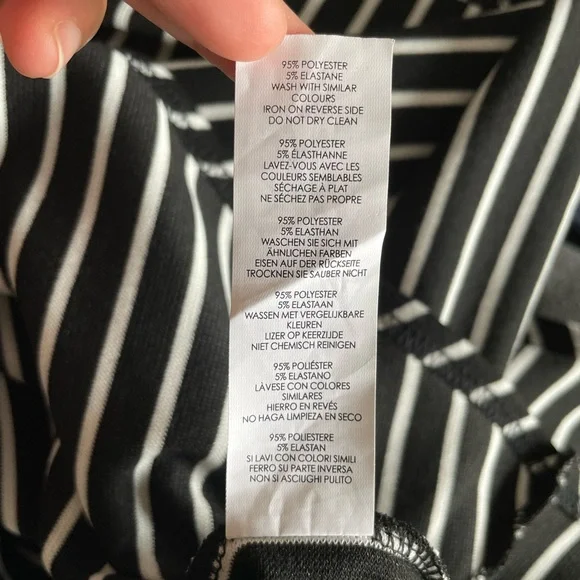 95% POLYESTER
5% ELASTANE
WASH WITH SIMILAR
COLOURS
IRON ON REVERSE SIDE
DO NOT DRY CLEAN
95% POLYESTER
5% ÉLASTHANNE
LAVEZ-VOUS AVEC LES
COULEURS SEMBLABLES
SÉCHAGE À PLAT
NE SÉCHEZ PAS PROPRE
95% POLYESTER
5% ELASTHAN
WASCHEN SIE SICH MIT
ÄHNLICHEN FARBEN
EISEN AUF DER RÜCKSEITE
TROCKNEN SIE SAUBER NICHT
95% POLYESTER
5% ELASTAAN
WASSEN MET VERGELIJKBARE
KLEUREN
LIZER OP KEERZIJDE
NIET CHEMISCH REINIGEN
95% POLIÉSTER
5% ELASTANO
LÀVESE CON COLORES
SIMILARES
HIERRO EN REVÉS
NO HAGA LIMPIEZA EN SECO
95% POLIESTERE
5% ELASTAN
SI LAVI CON COLORI SIMILI
FERRO SU PARTE INVERSA
NON SI ASCIUGHI PULITO